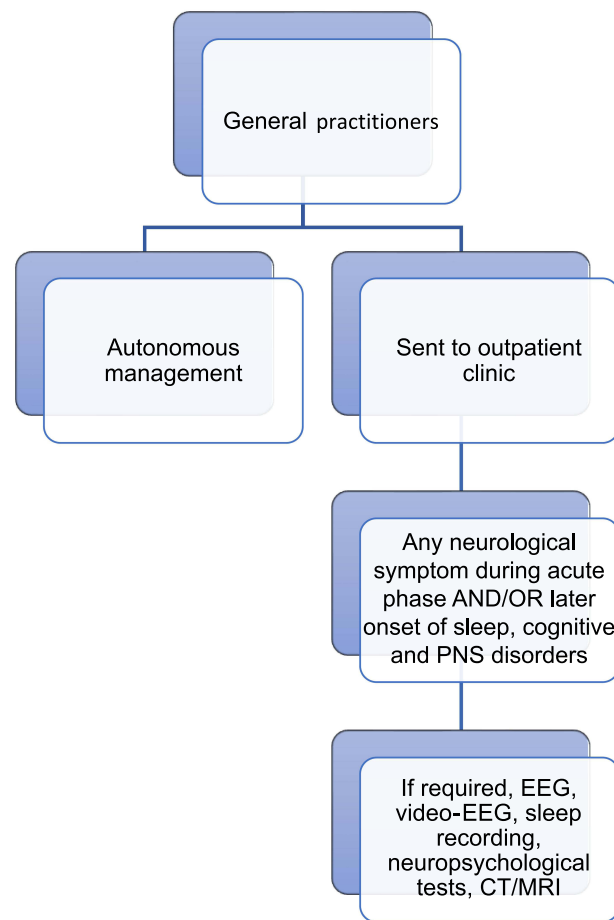 General practitioners
Autonomous
management
Sent to outpatient
clinic
Any neurological
symptom during acute
phase AND/OR later
onset of sleep, cognitive
and PNS disorders
If required, EEG,
video-EEG, sleep
recording,
neuropsychological
tests, CT/MRI